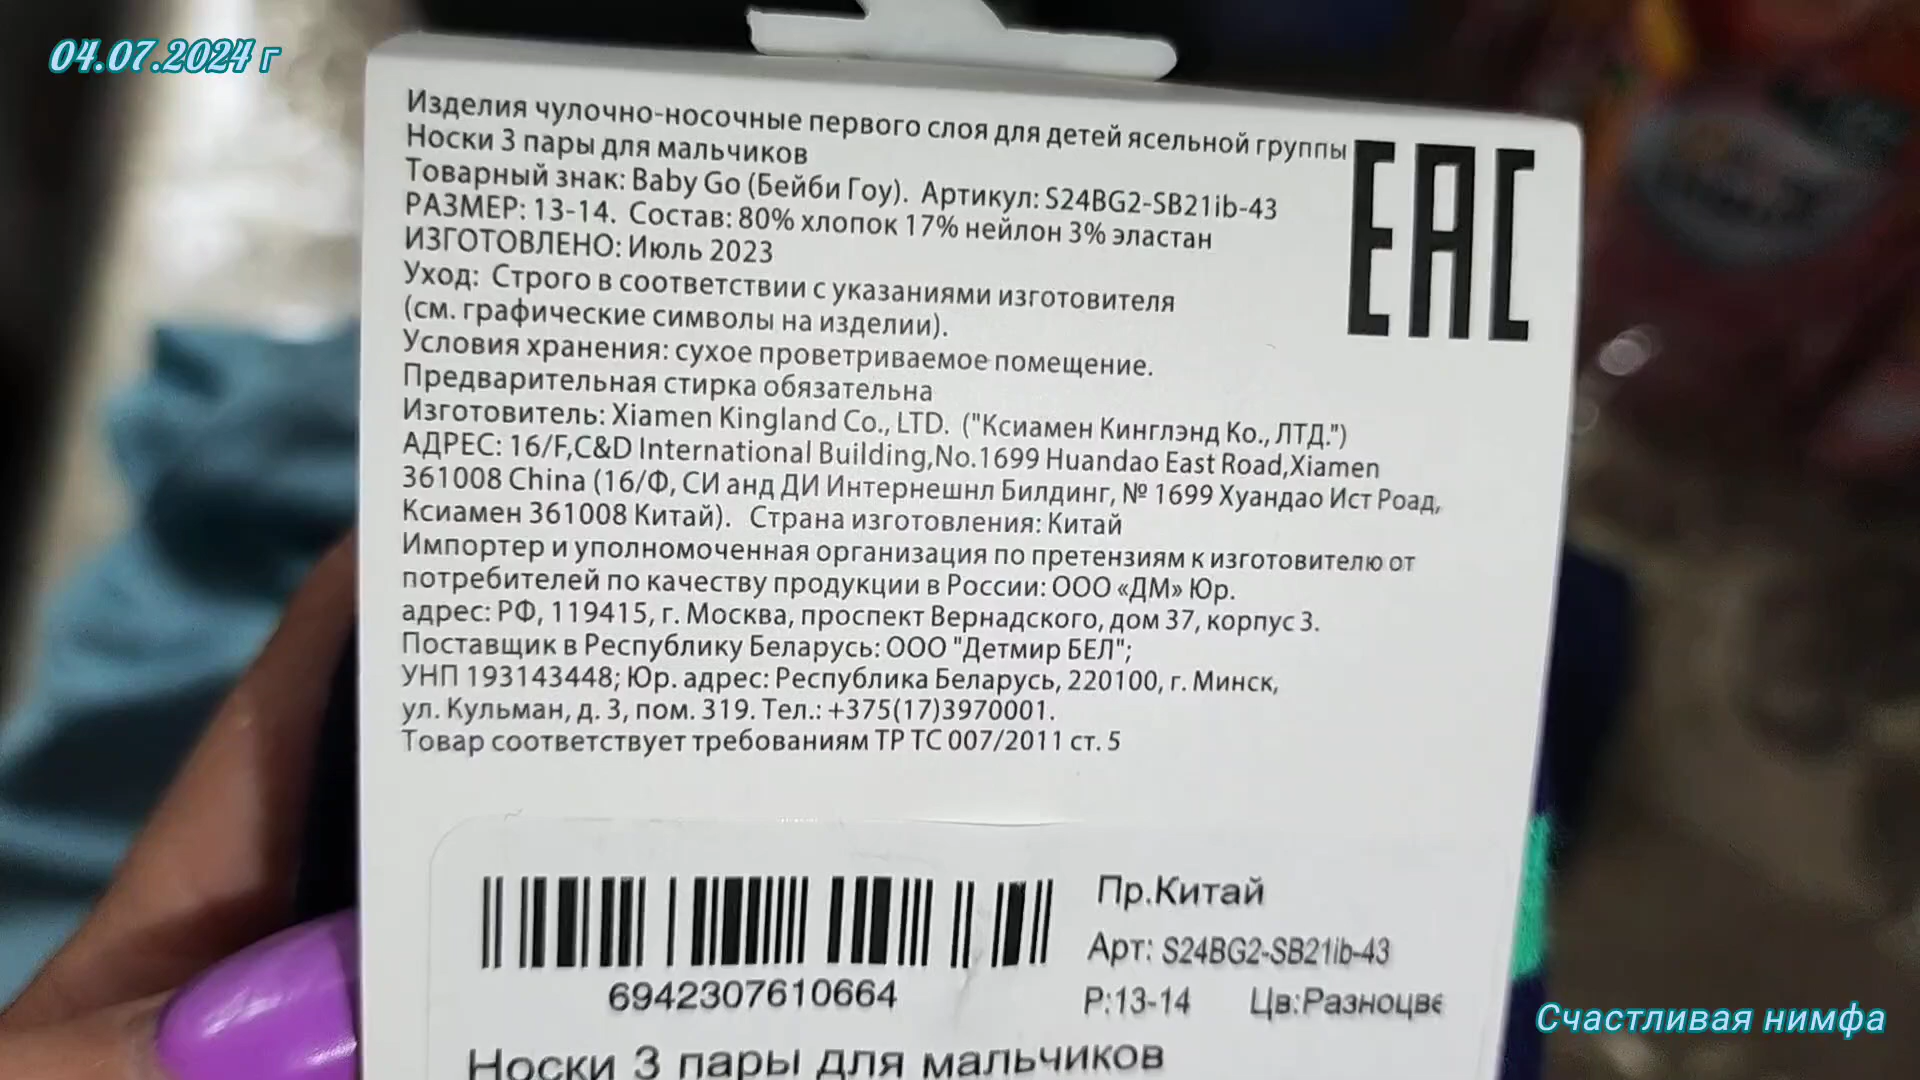 04.07.2024 г
Изделия чулочно-носочные первого слоя для детей ясельной группы
Носки 3 пары для мальчиков
Товарный знак: Baby Go (Бейби Гоу). Артикул: S24BG2-SB21ib-43
РАЗМЕР: 13-14. Состав: 80% хлопок 17% нейлон 3% эластан
ИЗГОТОВЛЕНО: Июль 2023
Уход: Строго в соответствии с указаниями изготовителя
(см. графические символы на изделии).
Условия хранения: сухое проветриваемое помещение.
Предварительная стирка обязательна
Изготовитель: Xiamen Kingland Co., LTD. ("Ксиамен Кинглэнд Ко., ЛТД.")
АДРЕС: 16/F,C&D International Building,No.1699 Huandao East Road,Xiamen
361008 China (16/Ф, СИ анд ДИ Интернешнл Билдинг, № 1699 Хуандао Ист Роад,
Ксиамен 361008 Китай). Страна изготовления: Китай
Импортер и уполномоченная организация по претензиям к изготовителю от
потребителей по качеству продукции в России: ООО «ДМ» Юр.
адрес: РФ, 119415, г. Москва, проспект Вернадского, дом 37, корпус 3.
Поставщик в Республику Беларусь: ООО "Детмир БЕЛ";
УНП 193143448; Юр. адрес: Республика Беларусь, 220100, г. Минск,
ул. Кульман, д. 3, пом. 319. Тел.: +375(17)3970001.
Товар соответствует требованиям ТР ТС 007/2011 ст. 5
EAC
6942307610664
Пр.Китай
Арт: S24BG2-SB21ib-43
Р:13-14 Цв:Разноцве
Носки 3 пары для мальчиков
Счастливая нимфа